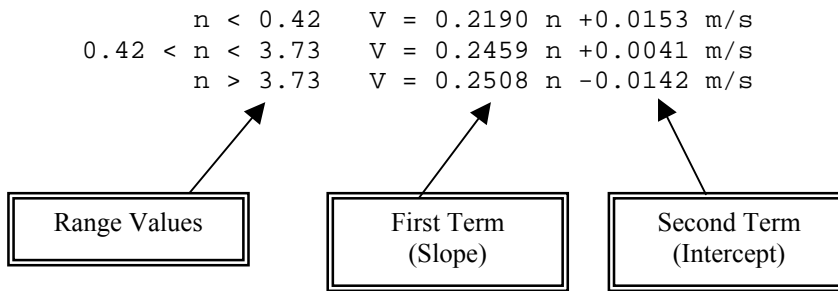 n < 0.42 V = 0.2190 n +0.0153 m/s
0.42 < n < 3.73 V = 0.2459 n +0.0041 m/s
n > 3.73 V = 0.2508 n -0.0142 m/s
Range Values
First Term
(Slope)
Second Term
(Intercept)